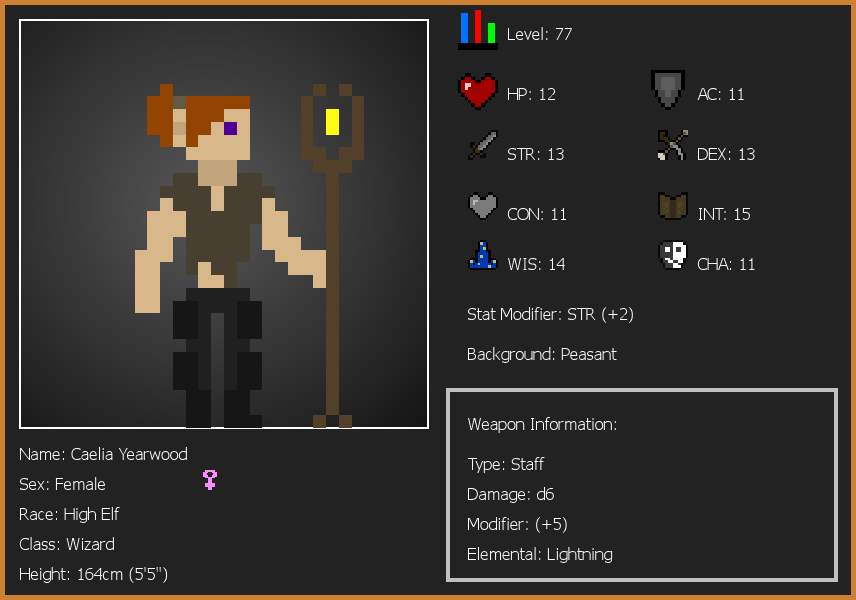 Level: 77
HP: 12
AC: 11
STR: 13
DEX: 13
CON: 11
INT: 15
WIS: 14
CHA: 11
Stat Modifier: STR (+2)
Background: Peasant
Weapon Information:
Type: Staff
Damage: d6
Modifier: (+5)
Elemental: Lightning
Name: Caelia Yearwood
Sex: Female
Race: High Elf
Class: Wizard
Height: 164cm (5'5")